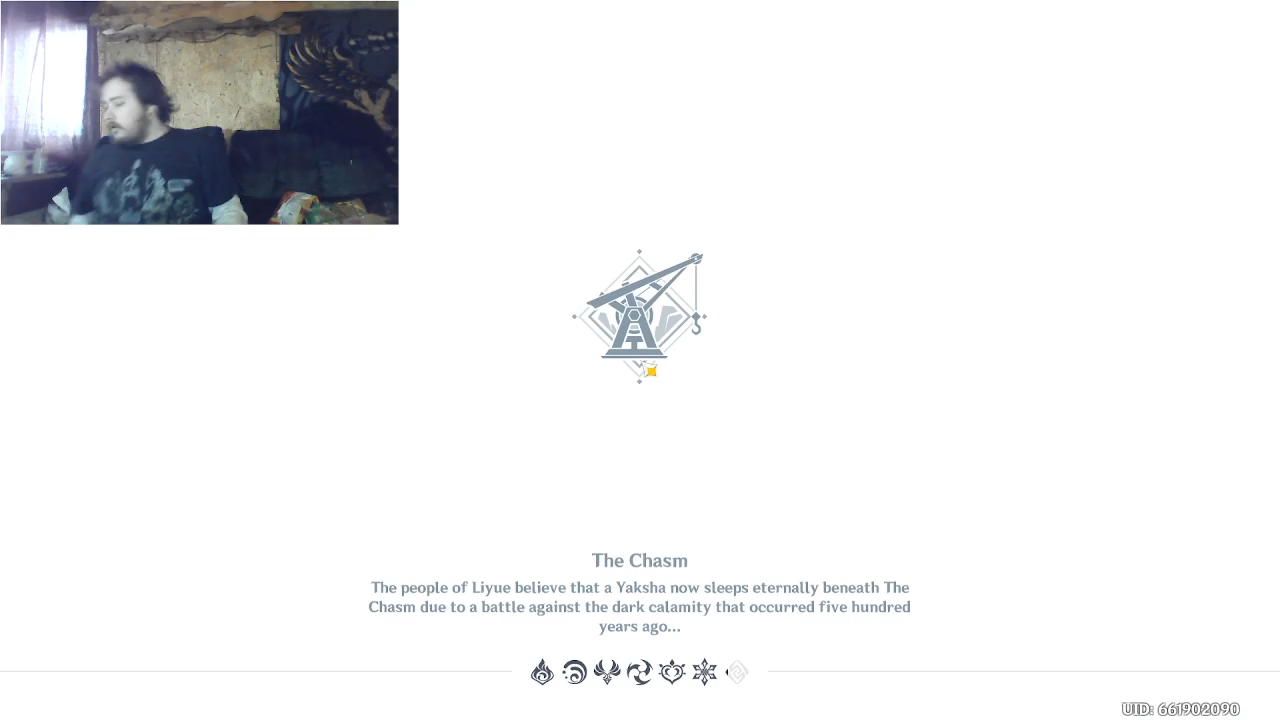 The Chasm
The people of Liyue believe that a Yaksha now sleeps eternally beneath The
Chasm due to a battle against the dark calamity that occurred five hundred
years ago...
UID: 661902090